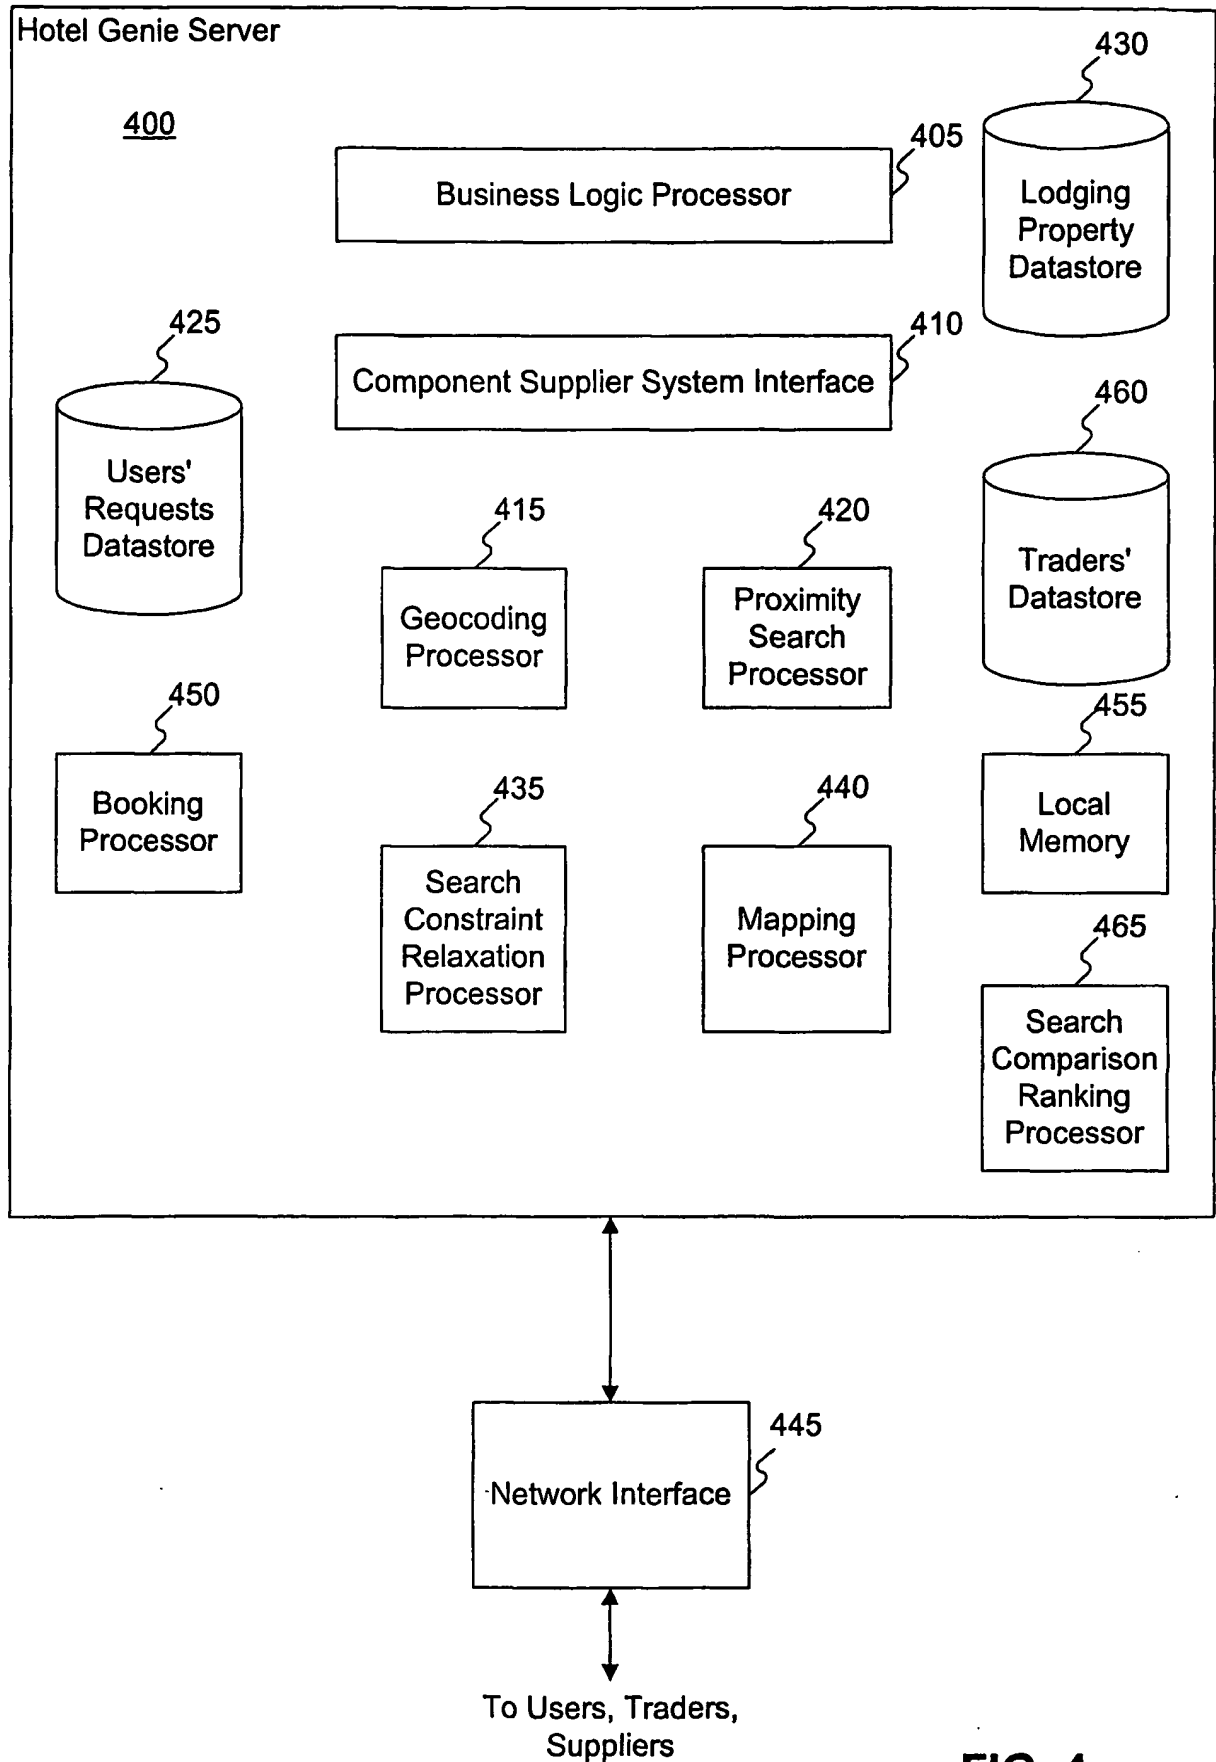 Hotel Genie Server
400
430
405
Business Logic Processor
Lodging
Property
Datastore
425
410
Component Supplier System Interface
460
Users'
Requests
Datastore
415
420
Traders'
Datastore
Geocoding
Processor
Proximity
Search
Processor
450
455
Booking
Processor
435
440
Local
Memory
Search
Constraint
Relaxation
Processor
Mapping
Processor
465
Search
Comparison
Ranking
Processor
445
Network Interface
To Users, Traders,
Suppliers
FIG. 4